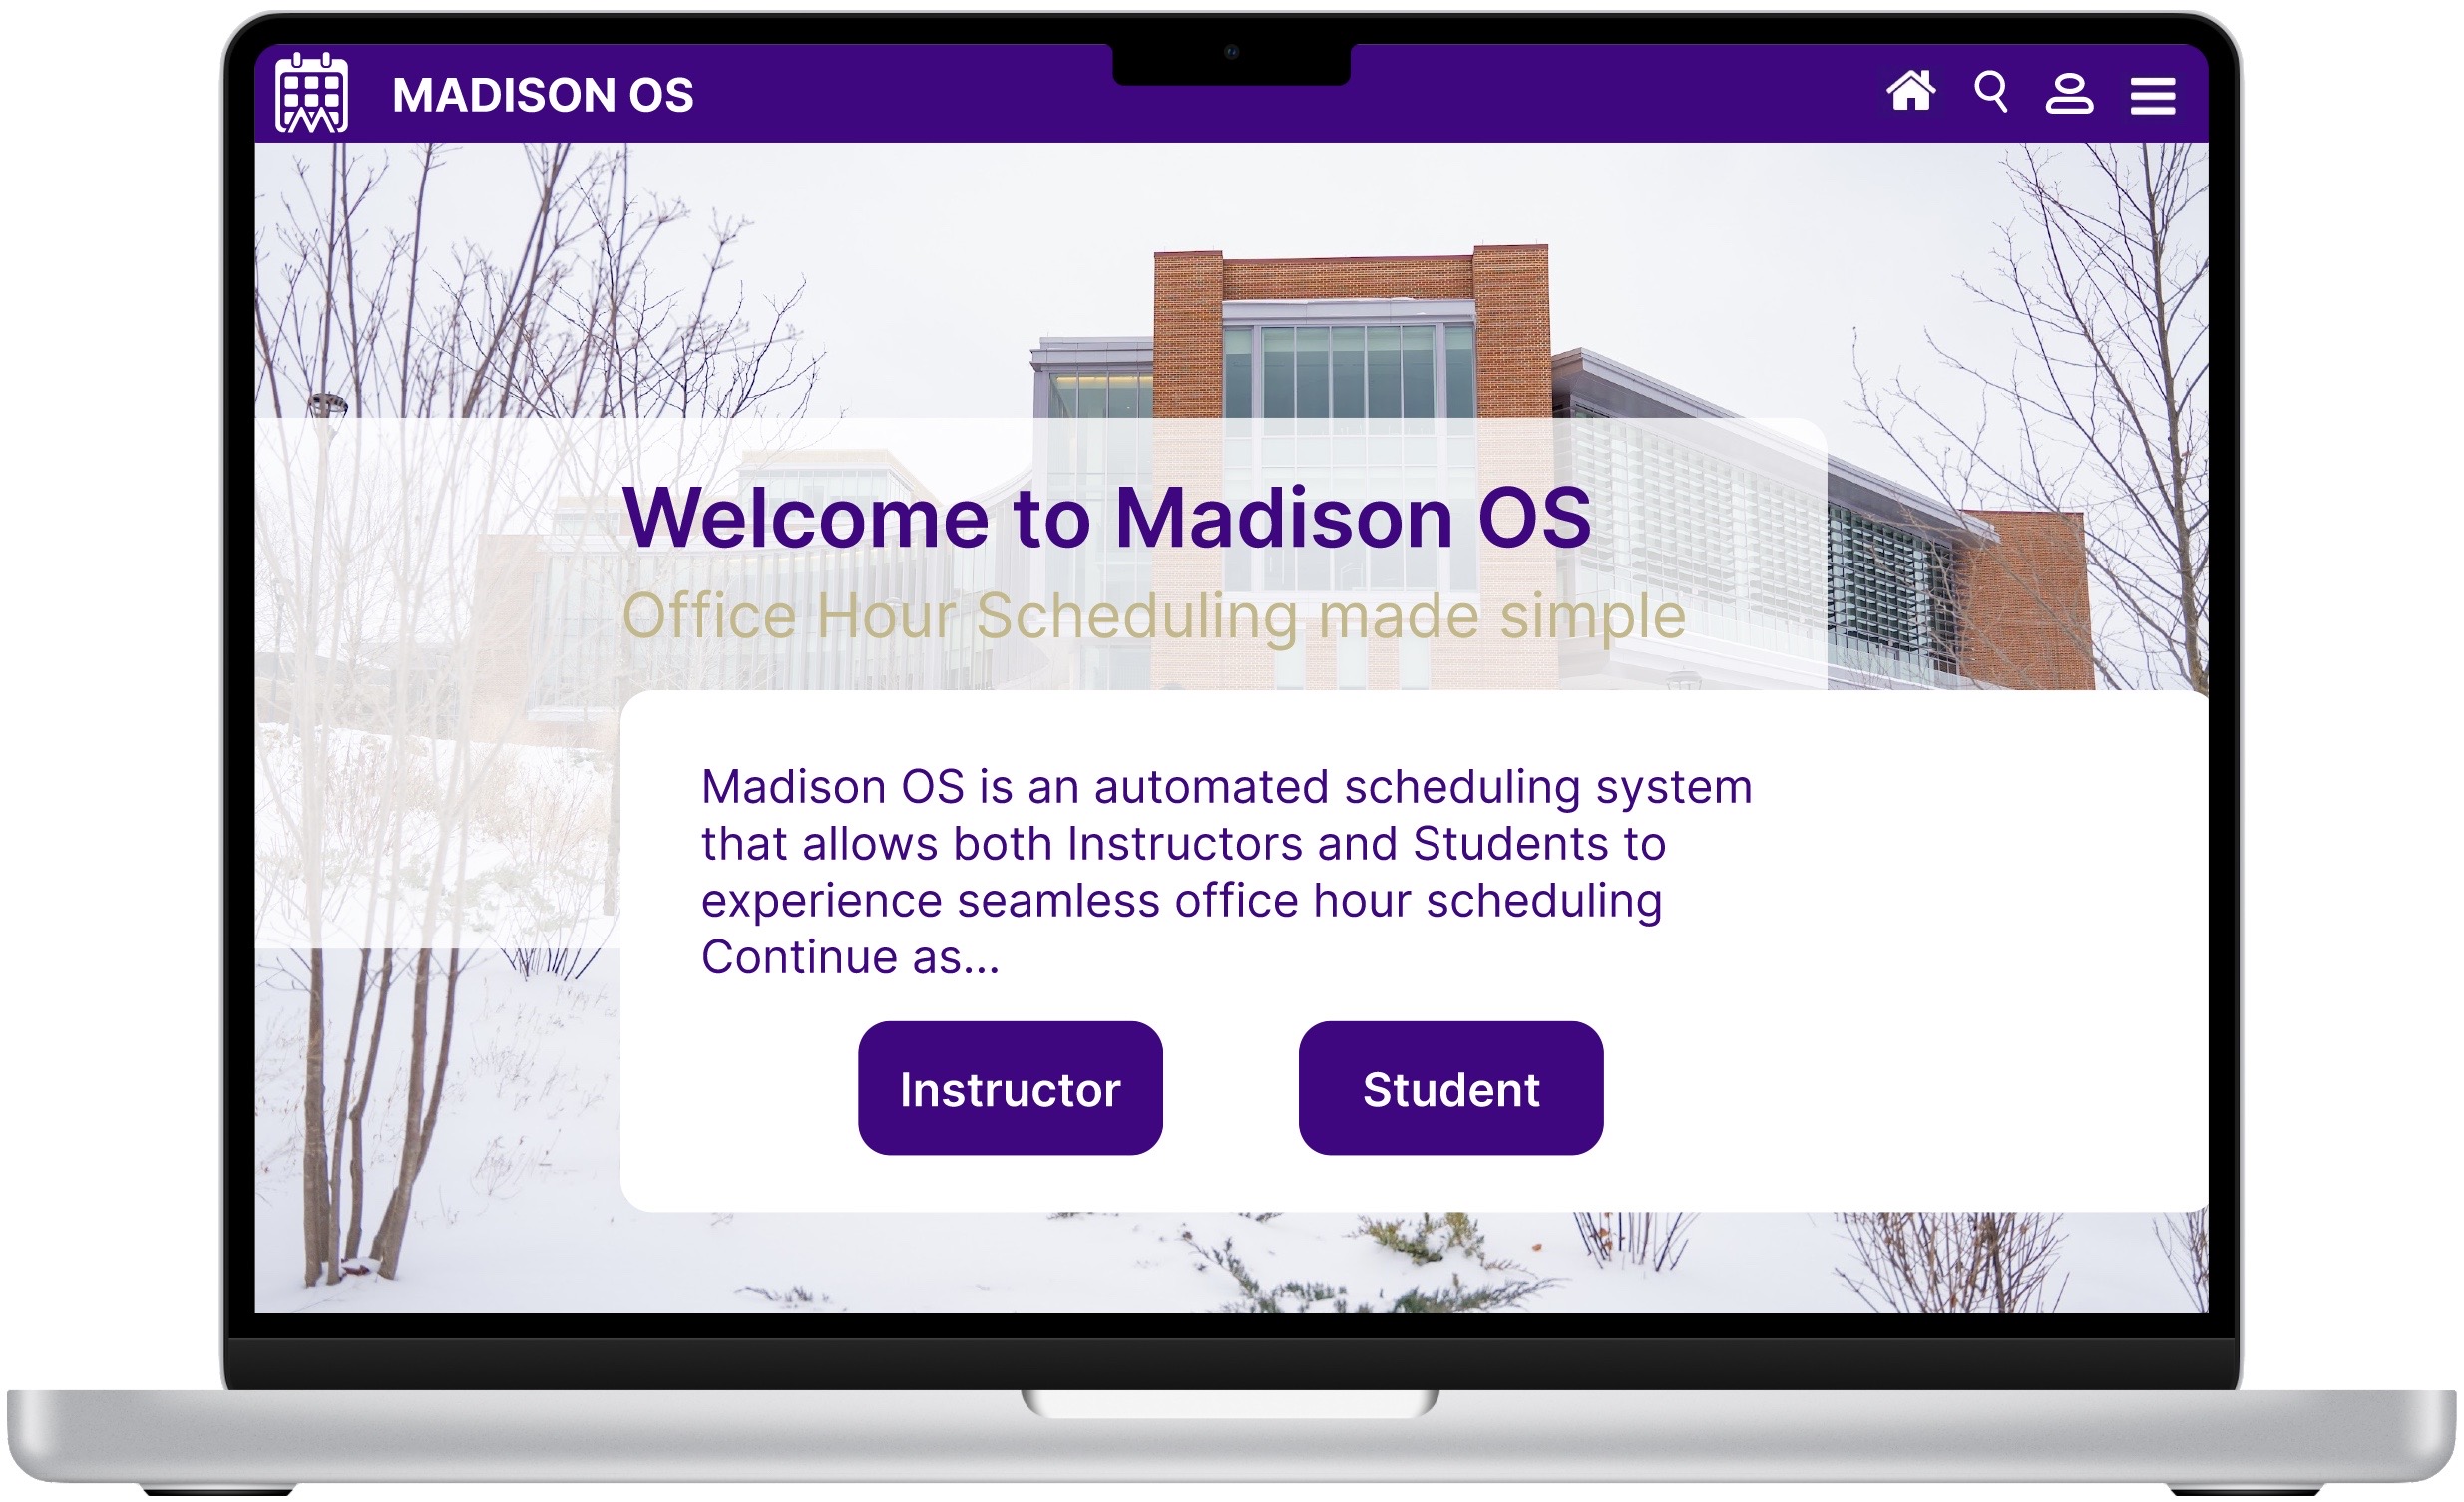 MADISON OS
Welcome to Madison OS
Office Hour Scheduling made simple
Madison OS is an automated scheduling system
that allows both Instructors and Students to
experience seamless office hour scheduling
Continue as...
Instructor
Student